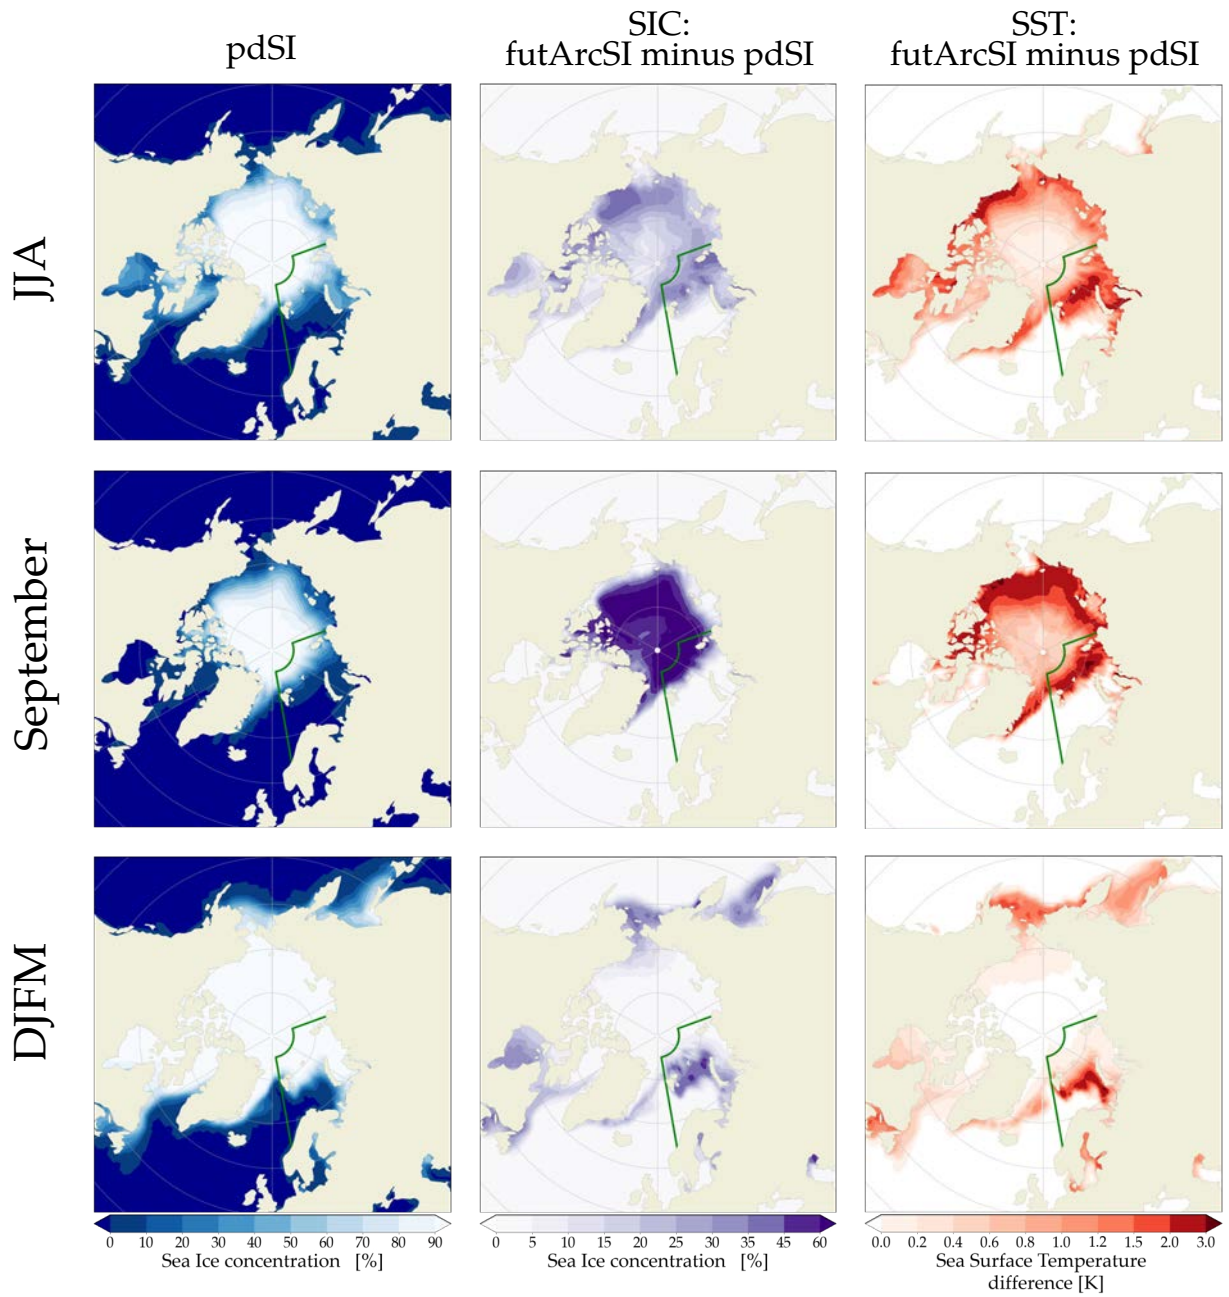 pdSI
SIC:
futArcSI minus pdSI
SST:
futArcSI minus pdSI
JJA
September
DJFM
0 10 20 30 40 50 60 70 80 90
Sea Ice concentration [%]
0 5 10 15 20 25 30 35 45 60
Sea Ice concentration [%]
0.0 0.2 0.4 0.6 0.8 1.0 1.2 1.5 2.0 3.0
Sea Surface Temperature
difference [K]